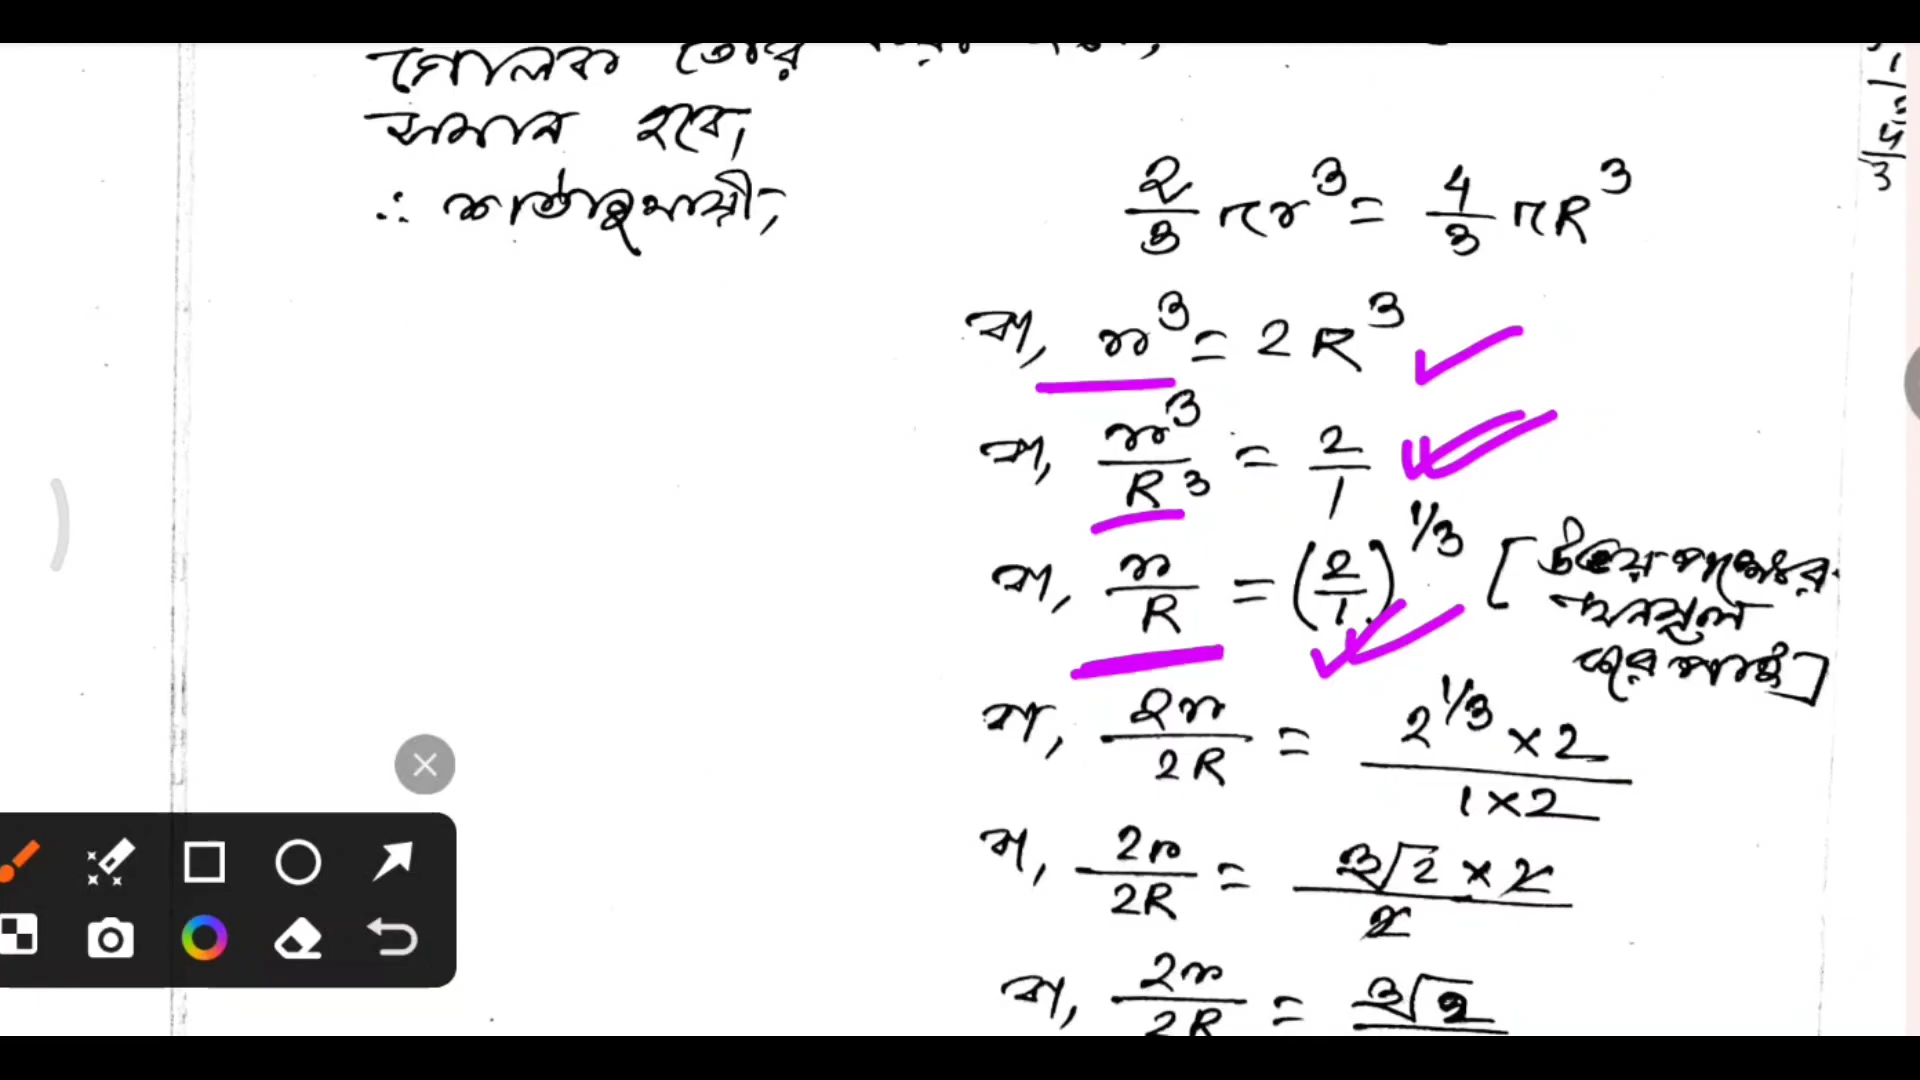 গোলক তৈরি
সমান হবে,
∴ শর্তানুযায়ী,
2/3 πr³ = 4/3 πR³
বা, r³ = 2R³
বা, r³/R³ = 2/1
বা, r/R = (2/1)^1/3 [উভয়পক্ষের
ঘনমূল
করে পাই]
বা, 2r/2R = 2^1/3 × 2 / 1 × 2
বা, 2r/2R = ³√2 × 2 / 2
বা, 2r/2R = ³√2